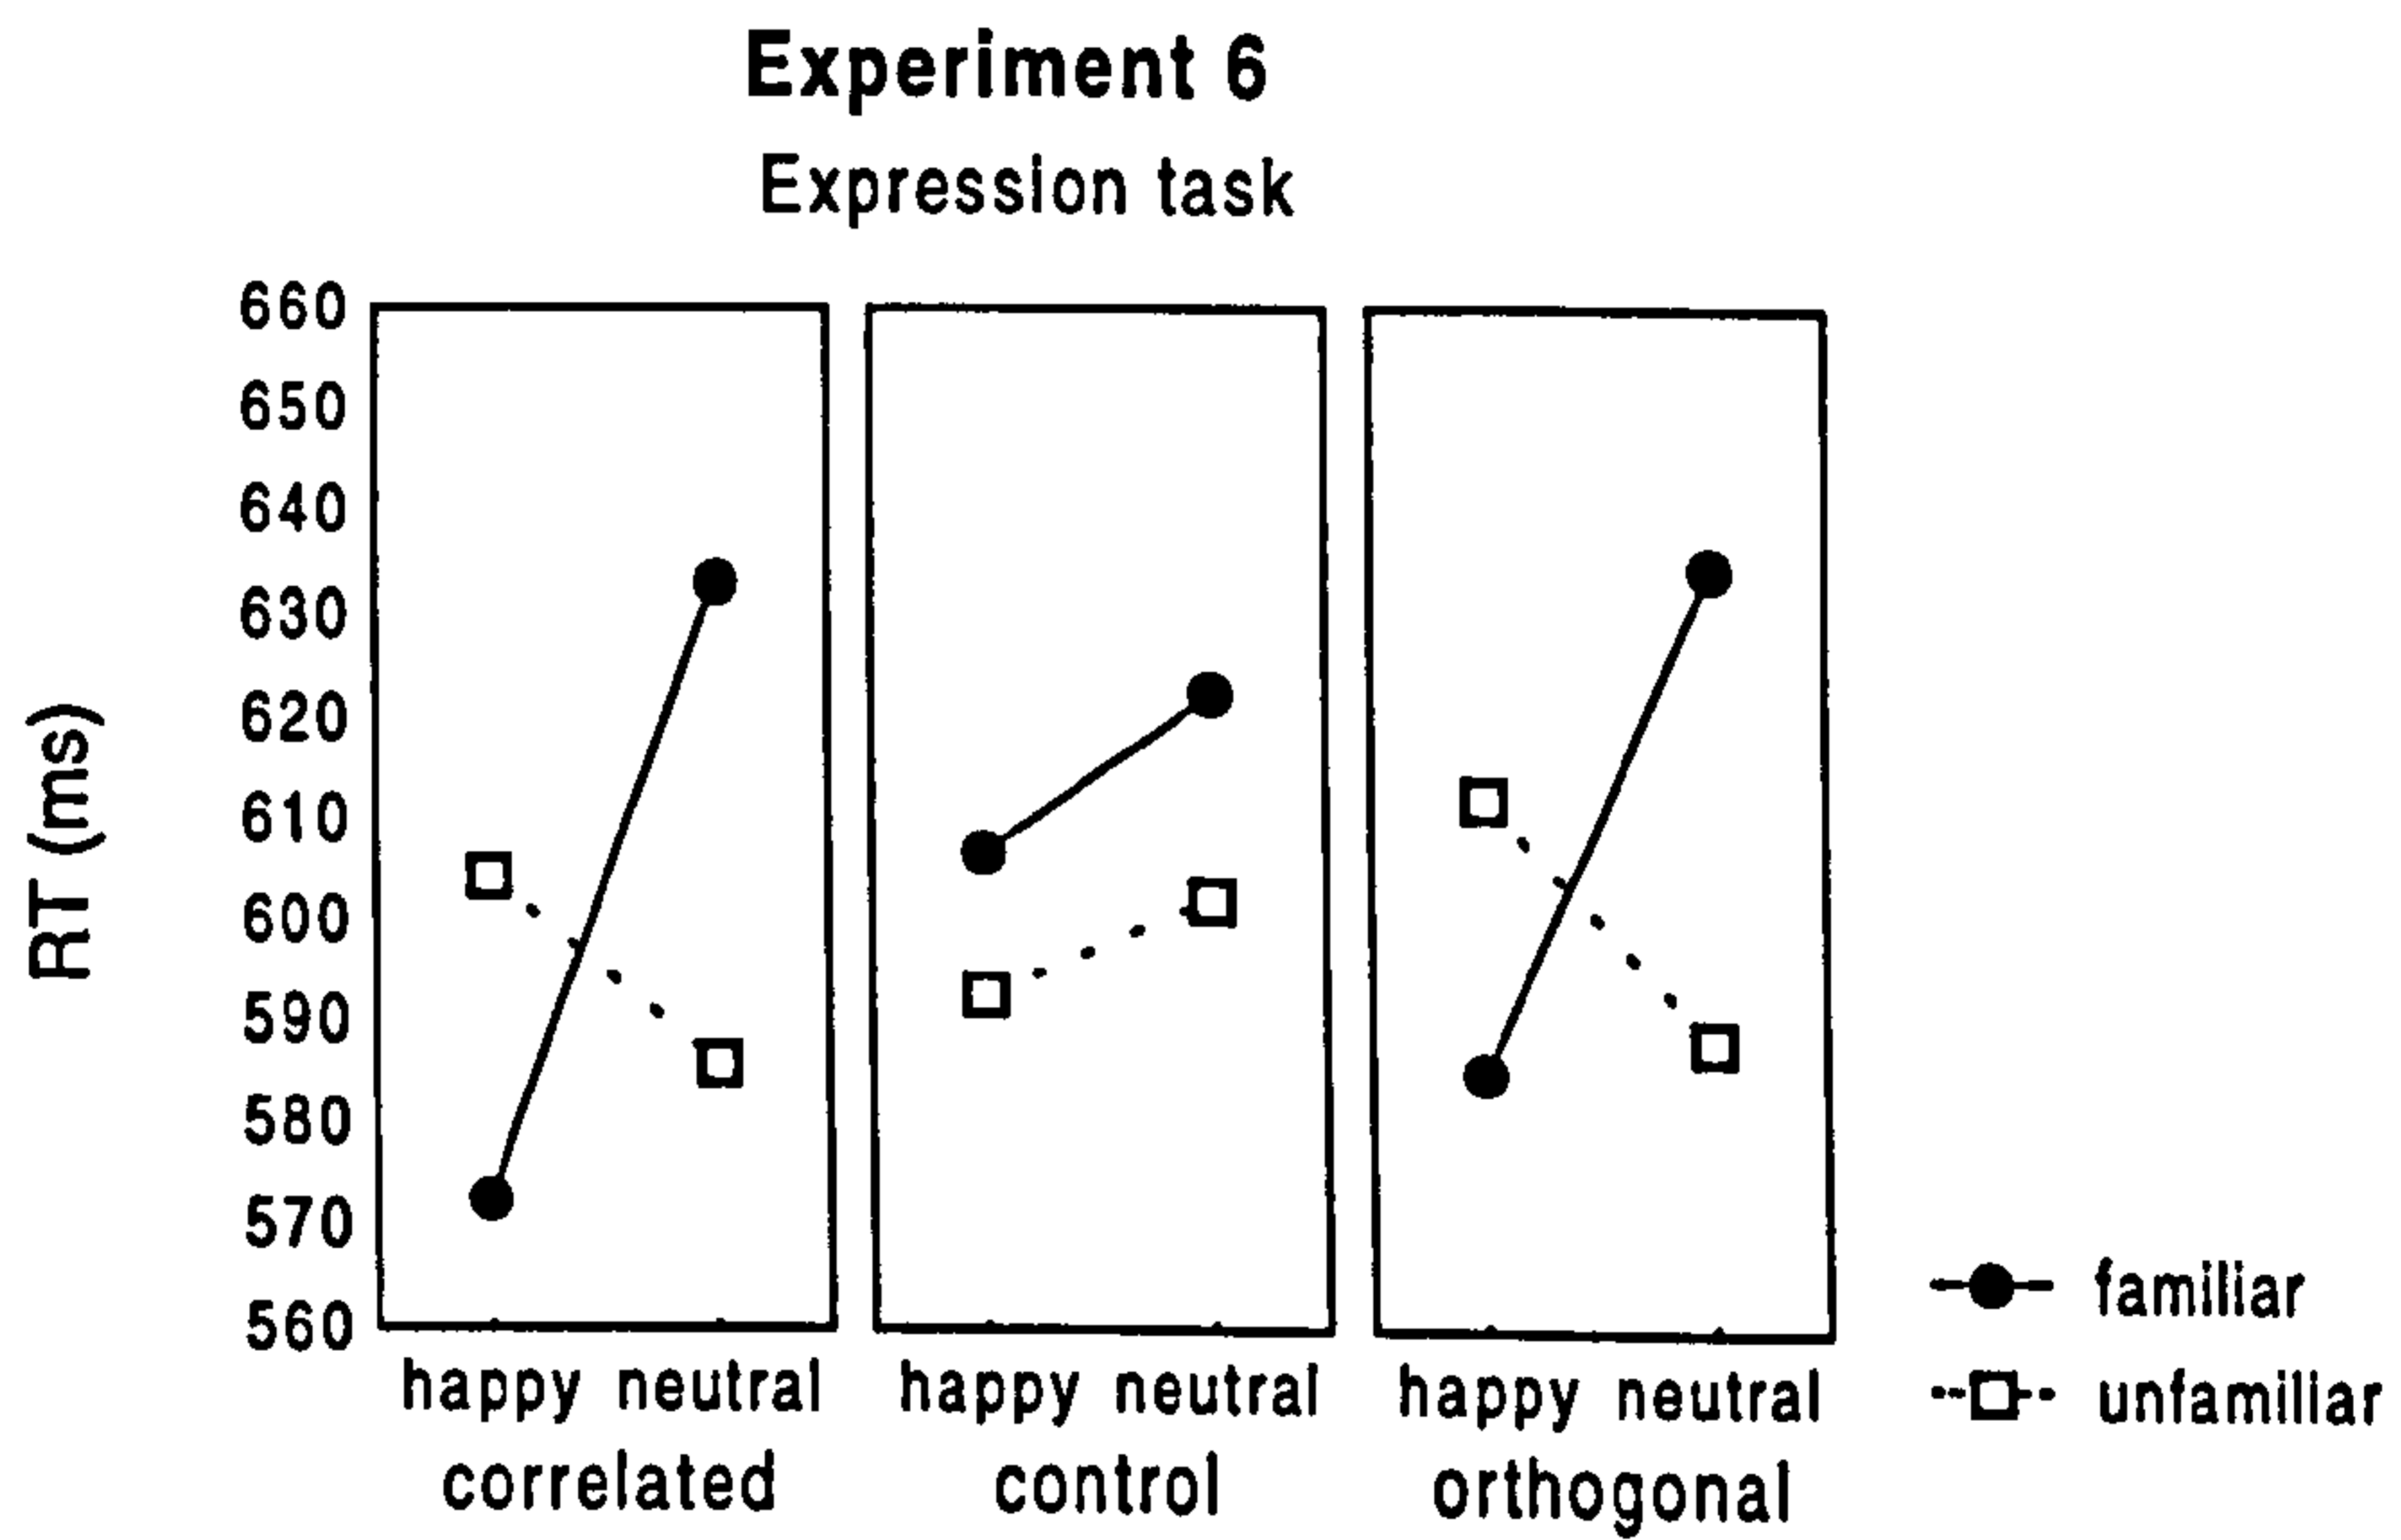 Experiment 6
Expression task
660
650
640
630
620
610
600
590
580
570
560
RT (ms)
happy neutral happy neutral happy neutral
correlated control orthogonal
familiar
unfamiliar